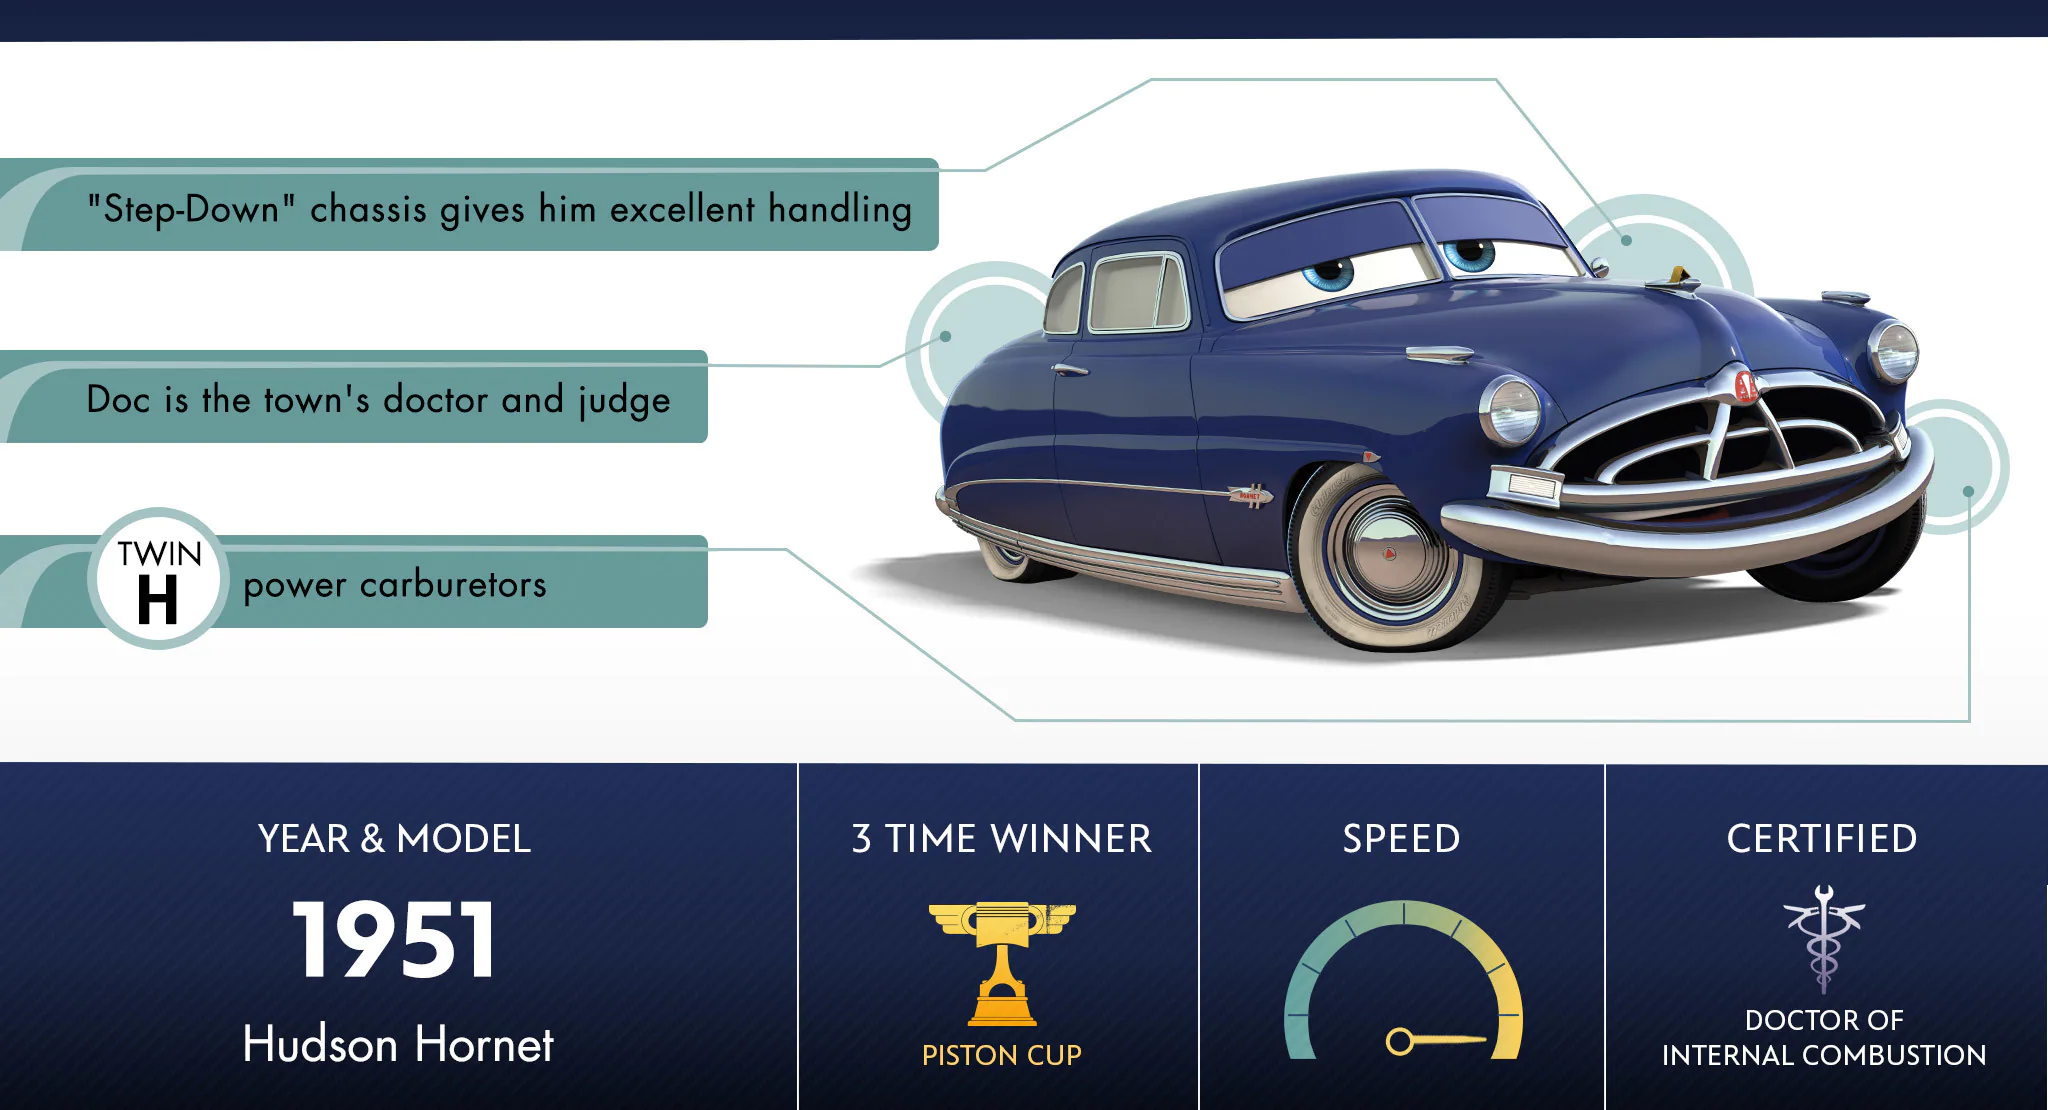 "Step-Down" chassis gives him excellent handling
Doc is the town's doctor and judge
TWIN
H
power carburetors
HORNET
YEAR & MODEL
1951
Hudson Hornet
3 TIME WINNER
PISTON CUP
SPEED
CERTIFIED
DOCTOR OF
INTERNAL COMBUSTION